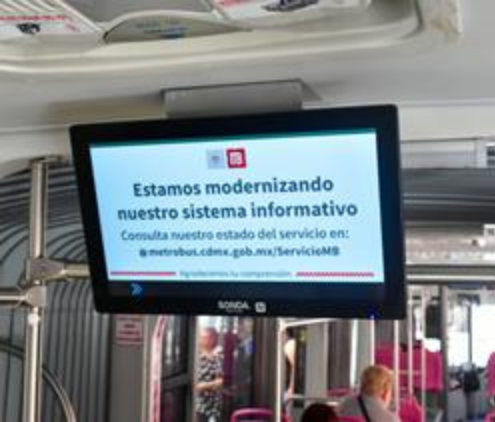 Estamos modernizando
nuestro sistema informativo
Consulta nuestro estado del servicio en:
metrobus.cdmx.gob.mx/ServicioMB
Agradecemos tu comprensión
SONDA